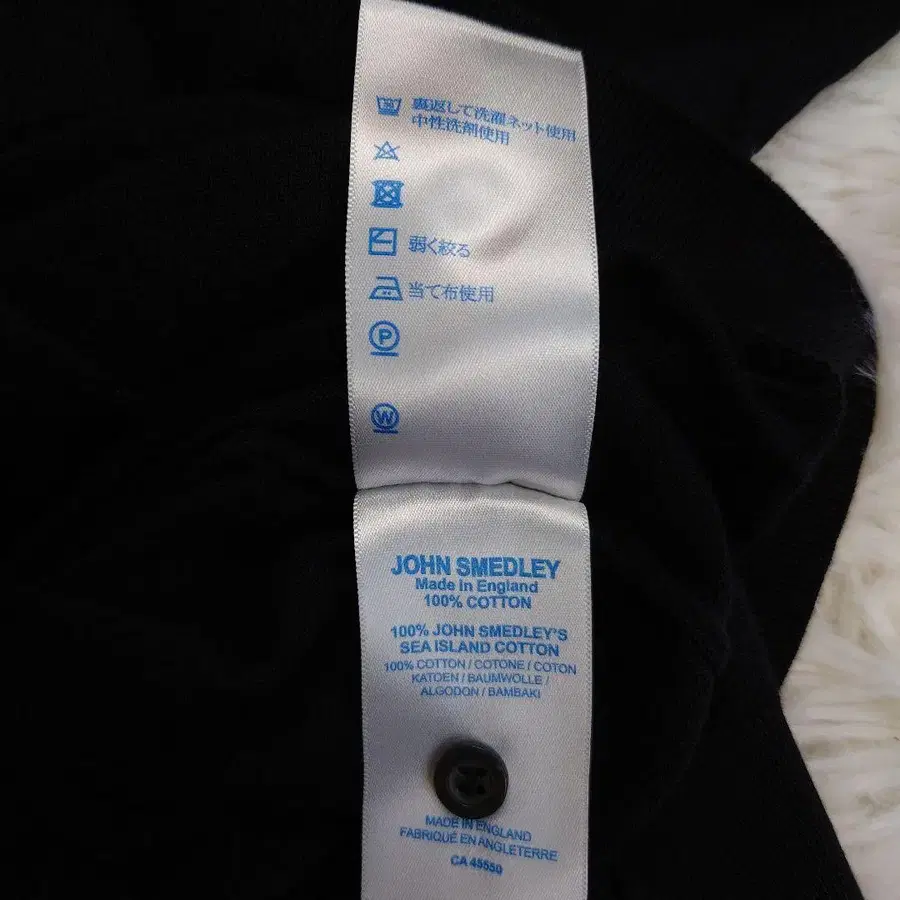 30 裏返して洗濯ネット使用
中性洗剤使用
弱く絞る
当て布使用
P
W
JOHN SMEDLEY
Made in England
100% COTTON
100% JOHN SMEDLEY'S
SEA ISLAND COTTON
100% COTTON / COTONE / COTON
KATOEN / BAUMWOLLE /
ALGODON / BAMBAKI
MADE IN ENGLAND
FABRIQUÉ EN ANGLETERRE
CA 45550